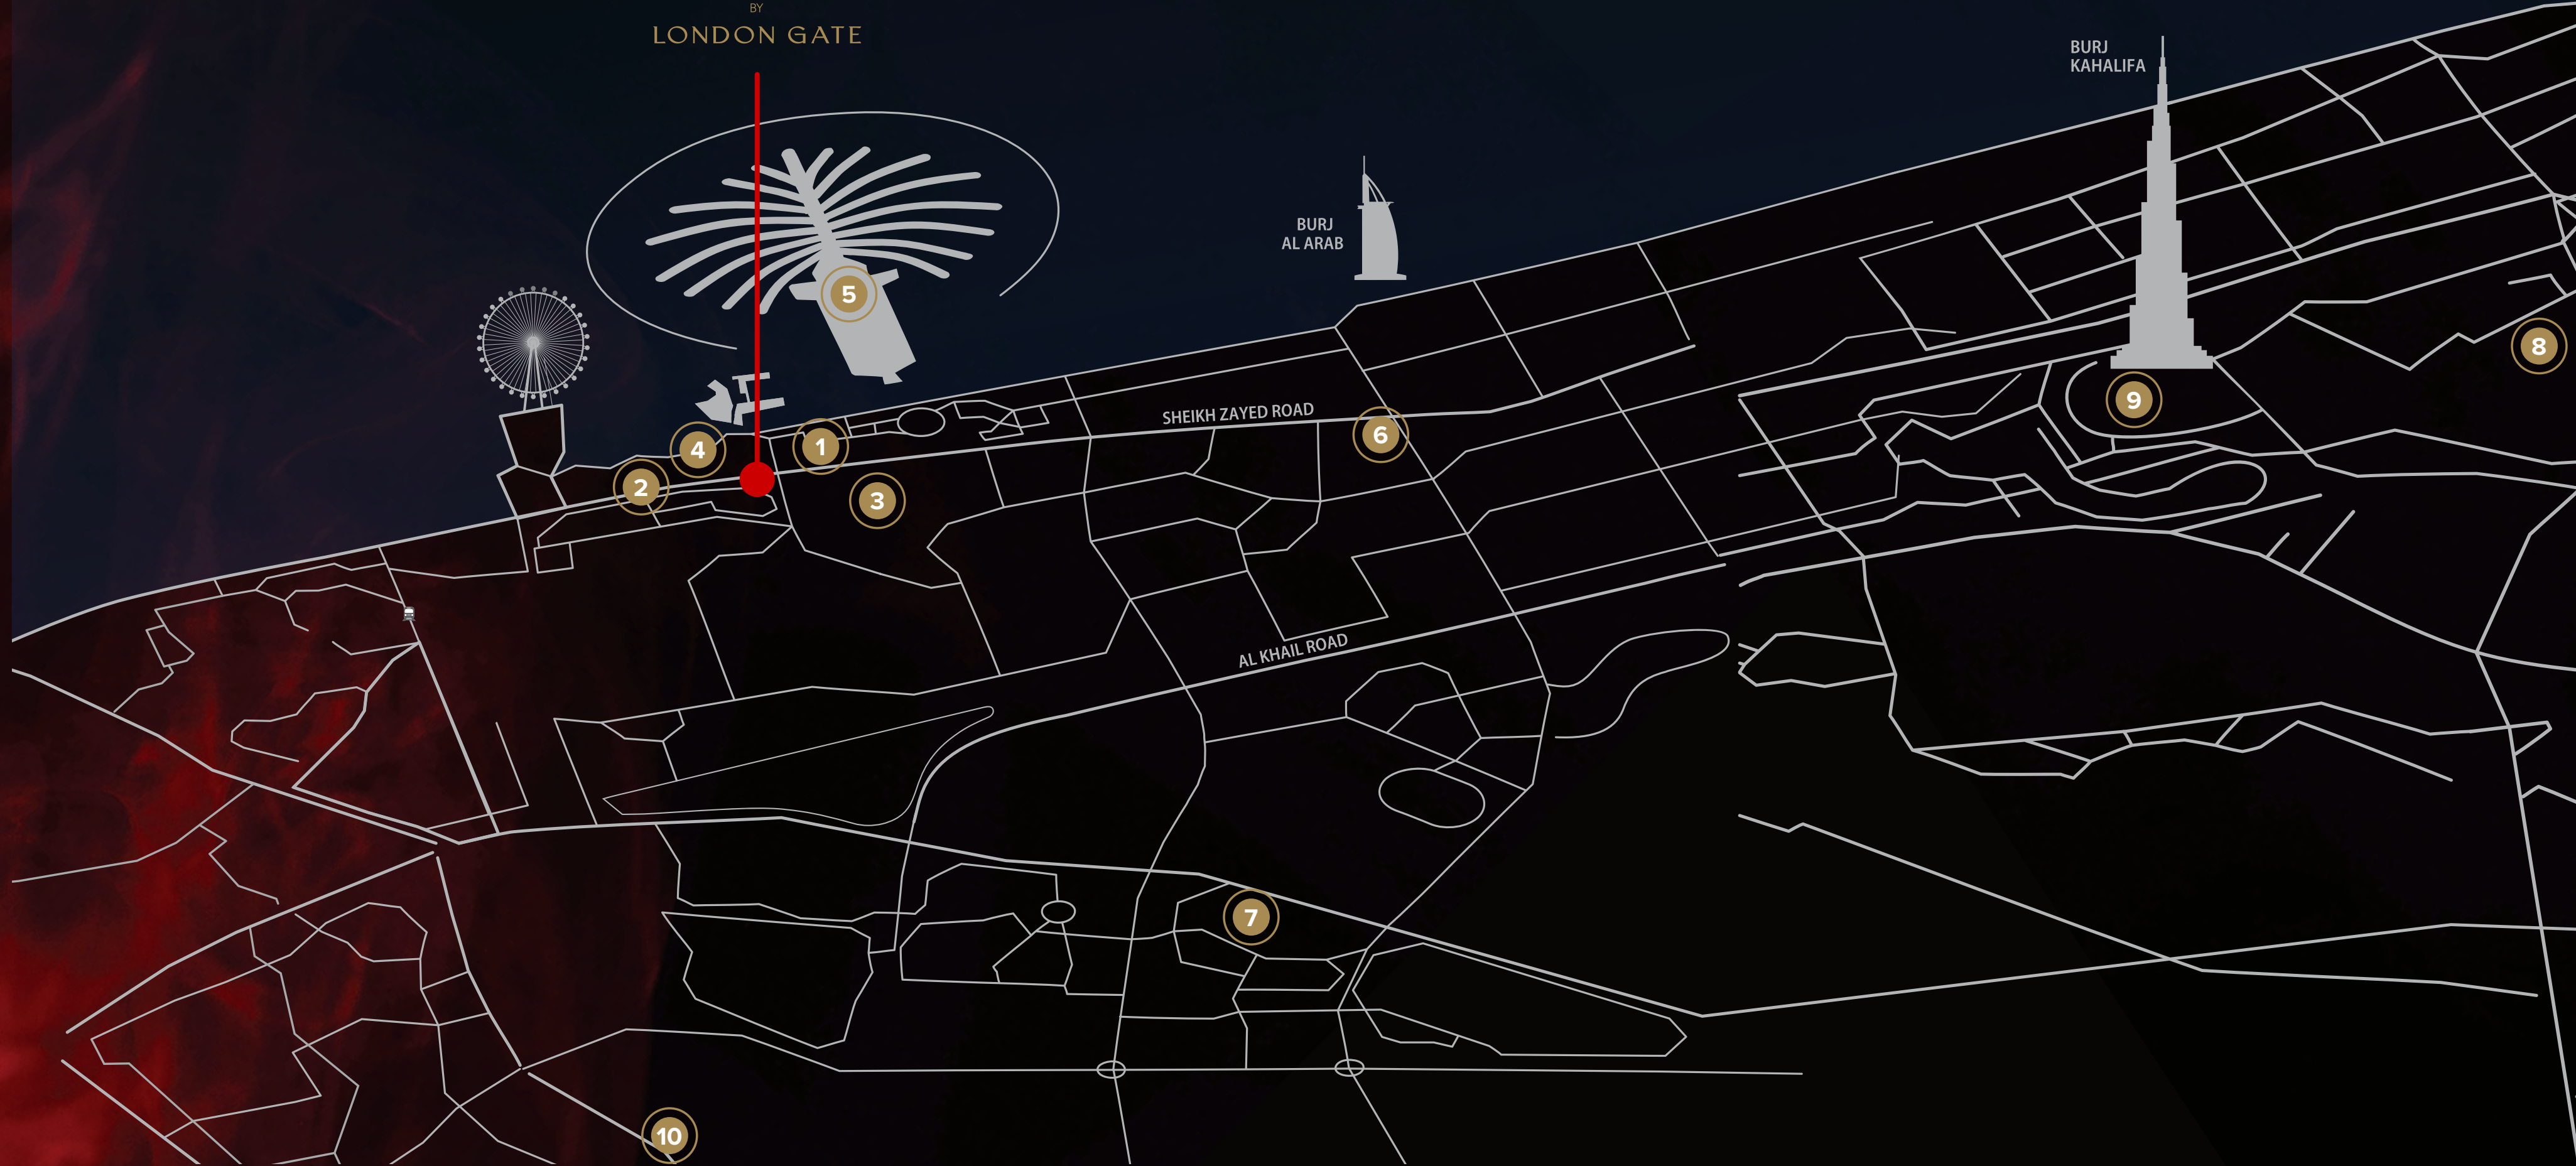 BY
LONDON GATE
BURJ
KAHALIFA
BURJ
AL ARAB
5
8
9
SHEIKH ZAYED ROAD
6
1
4
2
3
AL KHAIL ROAD
7
10